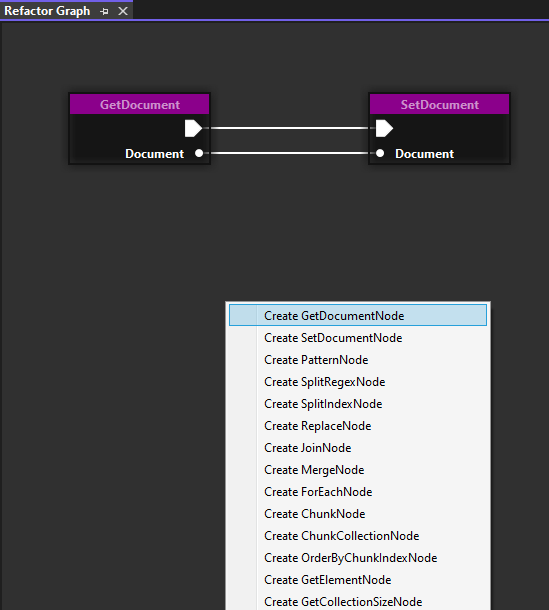 Refactor Graph
GetDocument
SetDocument
Document
Document
Create GetDocumentNode
Create SetDocumentNode
Create PatternNode
Create SplitRegexNode
Create SplitIndexNode
Create ReplaceNode
Create JoinNode
Create MergeNode
Create ForEachNode
Create ChunkNode
Create ChunkCollectionNode
Create OrderByChunkIndexNode
Create GetElementNode
Create GetCollectionSizeNode